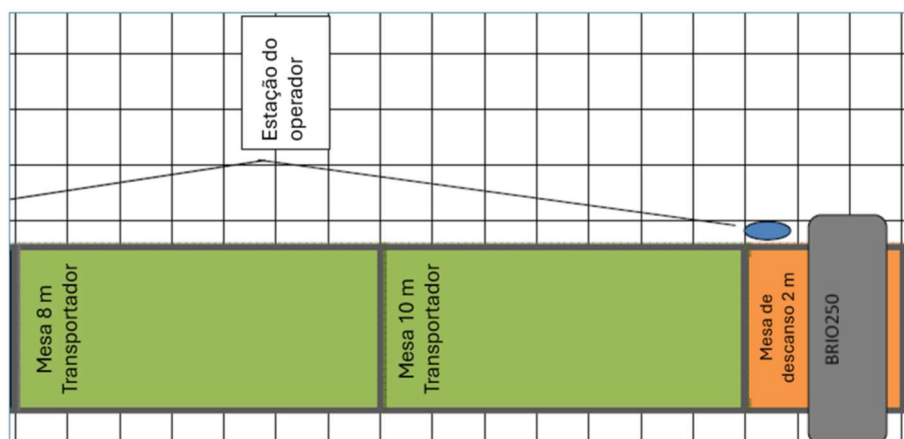 Estação do
operador
Mesa 8 m
Transportador
Mesa 10 m
Transportador
Mesa de
descanso 2 m
BRIO250